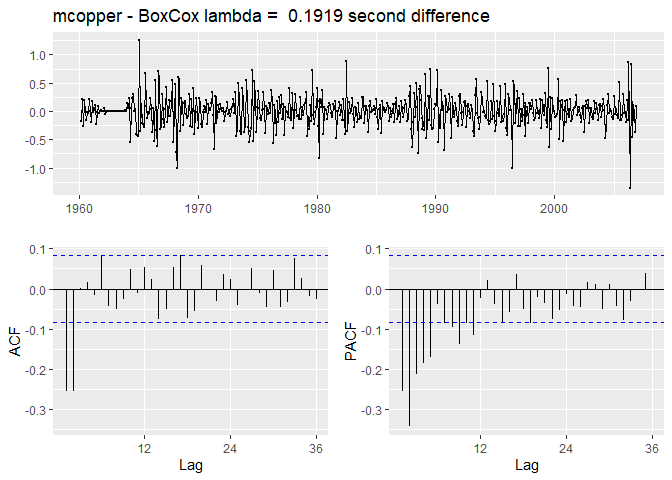 mcopper - BoxCox lambda =  0.1919 second difference
1.0
0.5
0.0
-0.5
-1.0
1960 1970 1980 1990 2000
0.1
0.0
-0.1
-0.2
-0.3
ACF
12 24 36
Lag
0.1
0.0
-0.1
-0.2
-0.3
PACF
12 24 36
Lag